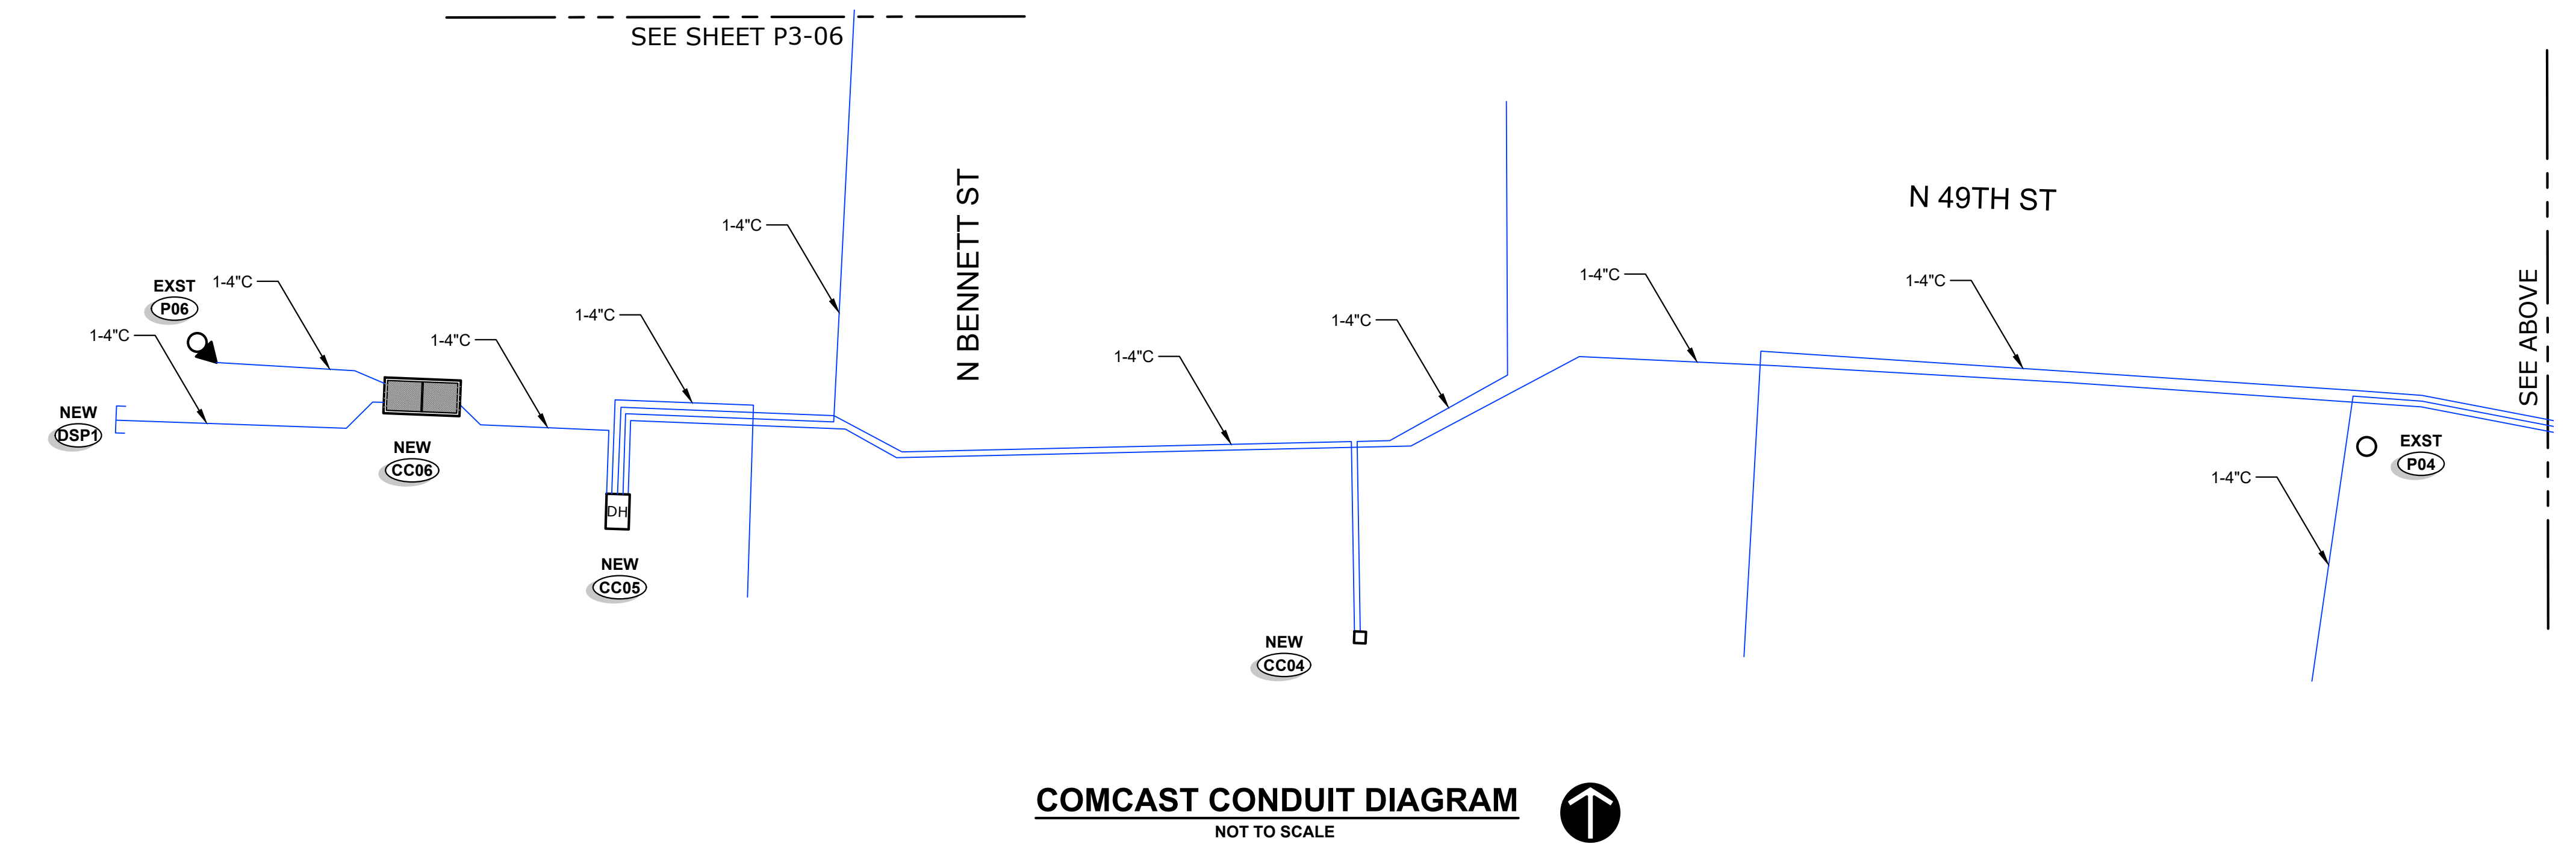 SEE SHEET P3-06
N BENNETT ST
N 49TH ST
SEE ABOVE
1-4"C
1-4"C
1-4"C
1-4"C
1-4"C
1-4"C
1-4"C
1-4"C
1-4"C
1-4"C
EXST
P06
NEW
DSP1
NEW
CC06
DH
NEW
CC05
NEW
CC04
EXST
P04
COMCAST CONDUIT DIAGRAM
NOT TO SCALE